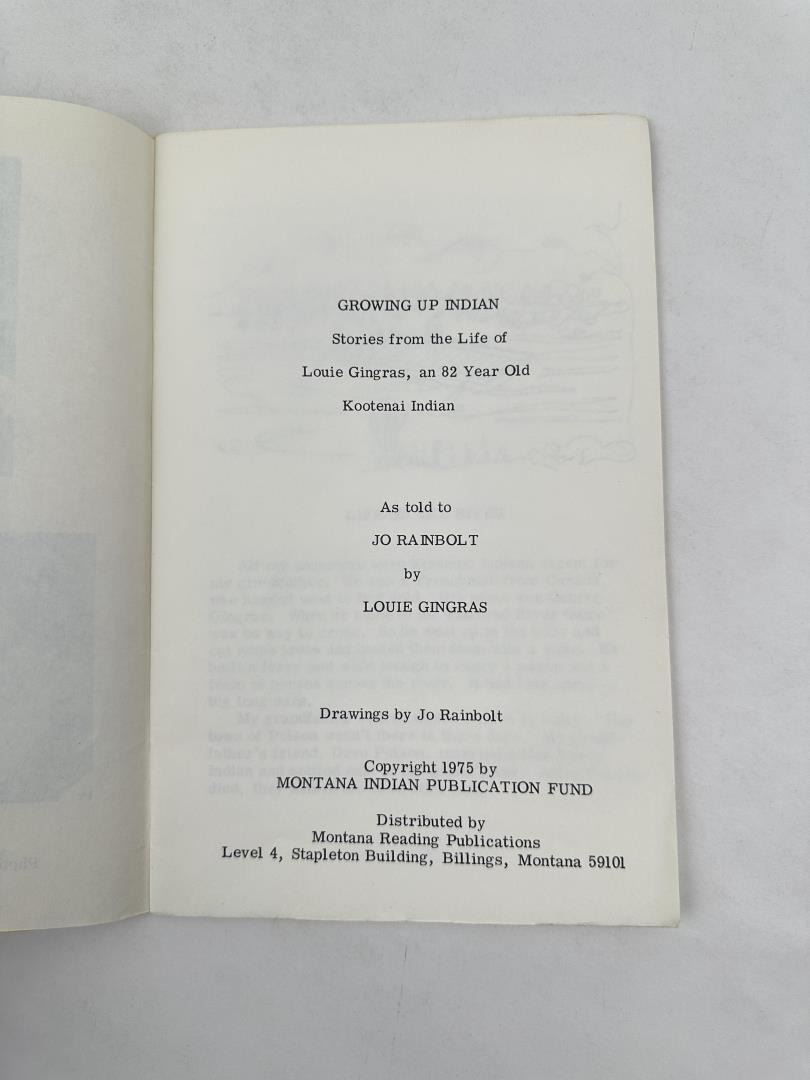 GROWING UP INDIAN
Stories from the Life of
Louie Gingras, an 82 Year Old
Kootenai Indian
As told to
JO RAINBOLT
by
LOUIE GINGRAS
Drawings by Jo Rainbolt
Copyright 1975 by
MONTANA INDIAN PUBLICATION FUND
Distributed by
Montana Reading Publications
Level 4, Stapleton Building, Billings, Montana 59101